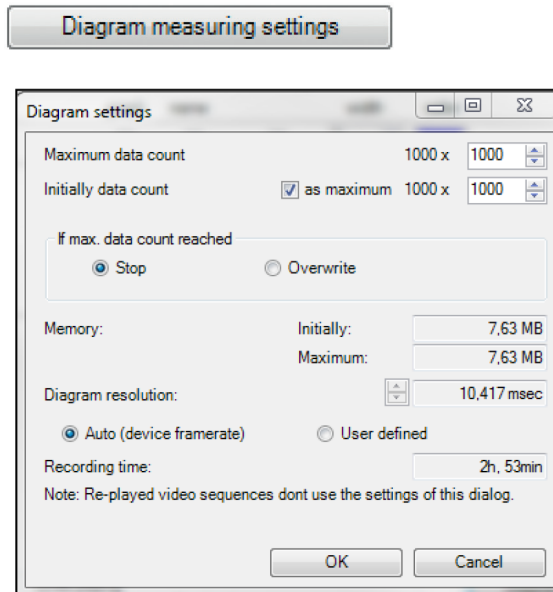 Diagram measuring settings
Diagram settings
Maximum data count 1000 x 1000
Initially data count as maximum 1000 x 1000
If max. data count reached
Stop Overwrite
Memory: Initially: 7,63 MB
Maximum: 7,63 MB
Diagram resolution: 10,417 msec
Auto (device framerate) User defined
Recording time: 2h, 53min
Note: Re-played video sequences dont use the settings of this dialog.
OK Cancel